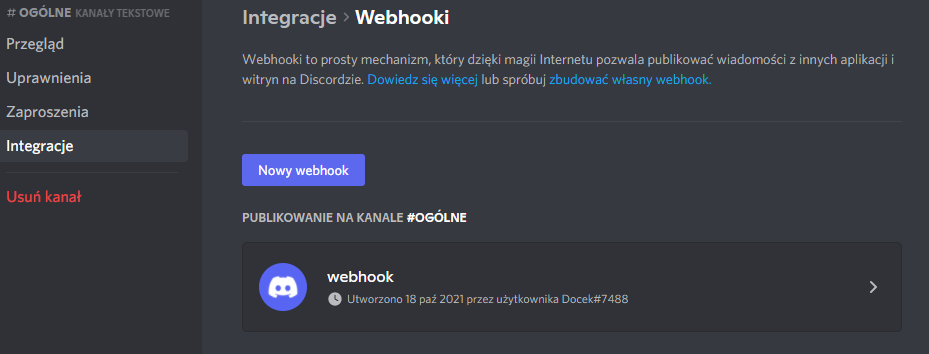 # OGÓLNE KANAŁY TEKSTOWE
Przegląd
Uprawnienia
Zaproszenia
Integracje
Usuń kanał
Integracje > Webhooki
Webhooki to prosty mechanizm, który dzięki magii Internetu pozwala publikować wiadomości z innych aplikacji i
witryn na Discordzie. Dowiedz się więcej lub spróbuj zbudować własny webhook.
Nowy webhook
PUBLIKOWANIE NA KANALE #OGÓLNE
webhook
Utworzono 18 paź 2021 przez użytkownika Docek#7488